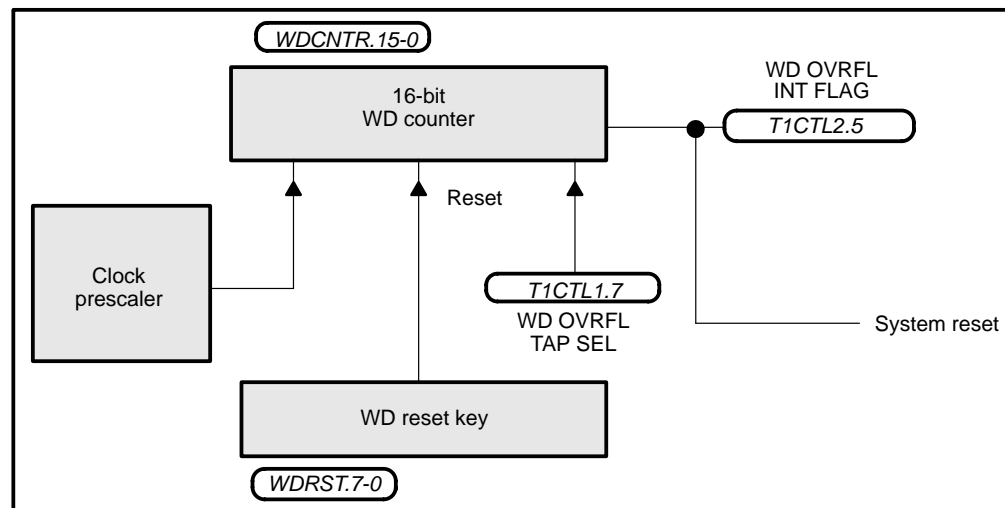 WDCNTR.15-0
16-bit
WD counter
WD OVRFL
INT FLAG
T1CTL2.5
Reset
Clock
prescaler
T1CTL1.7
WD OVRFL
TAP SEL
System reset
WD reset key
WDRST.7-0